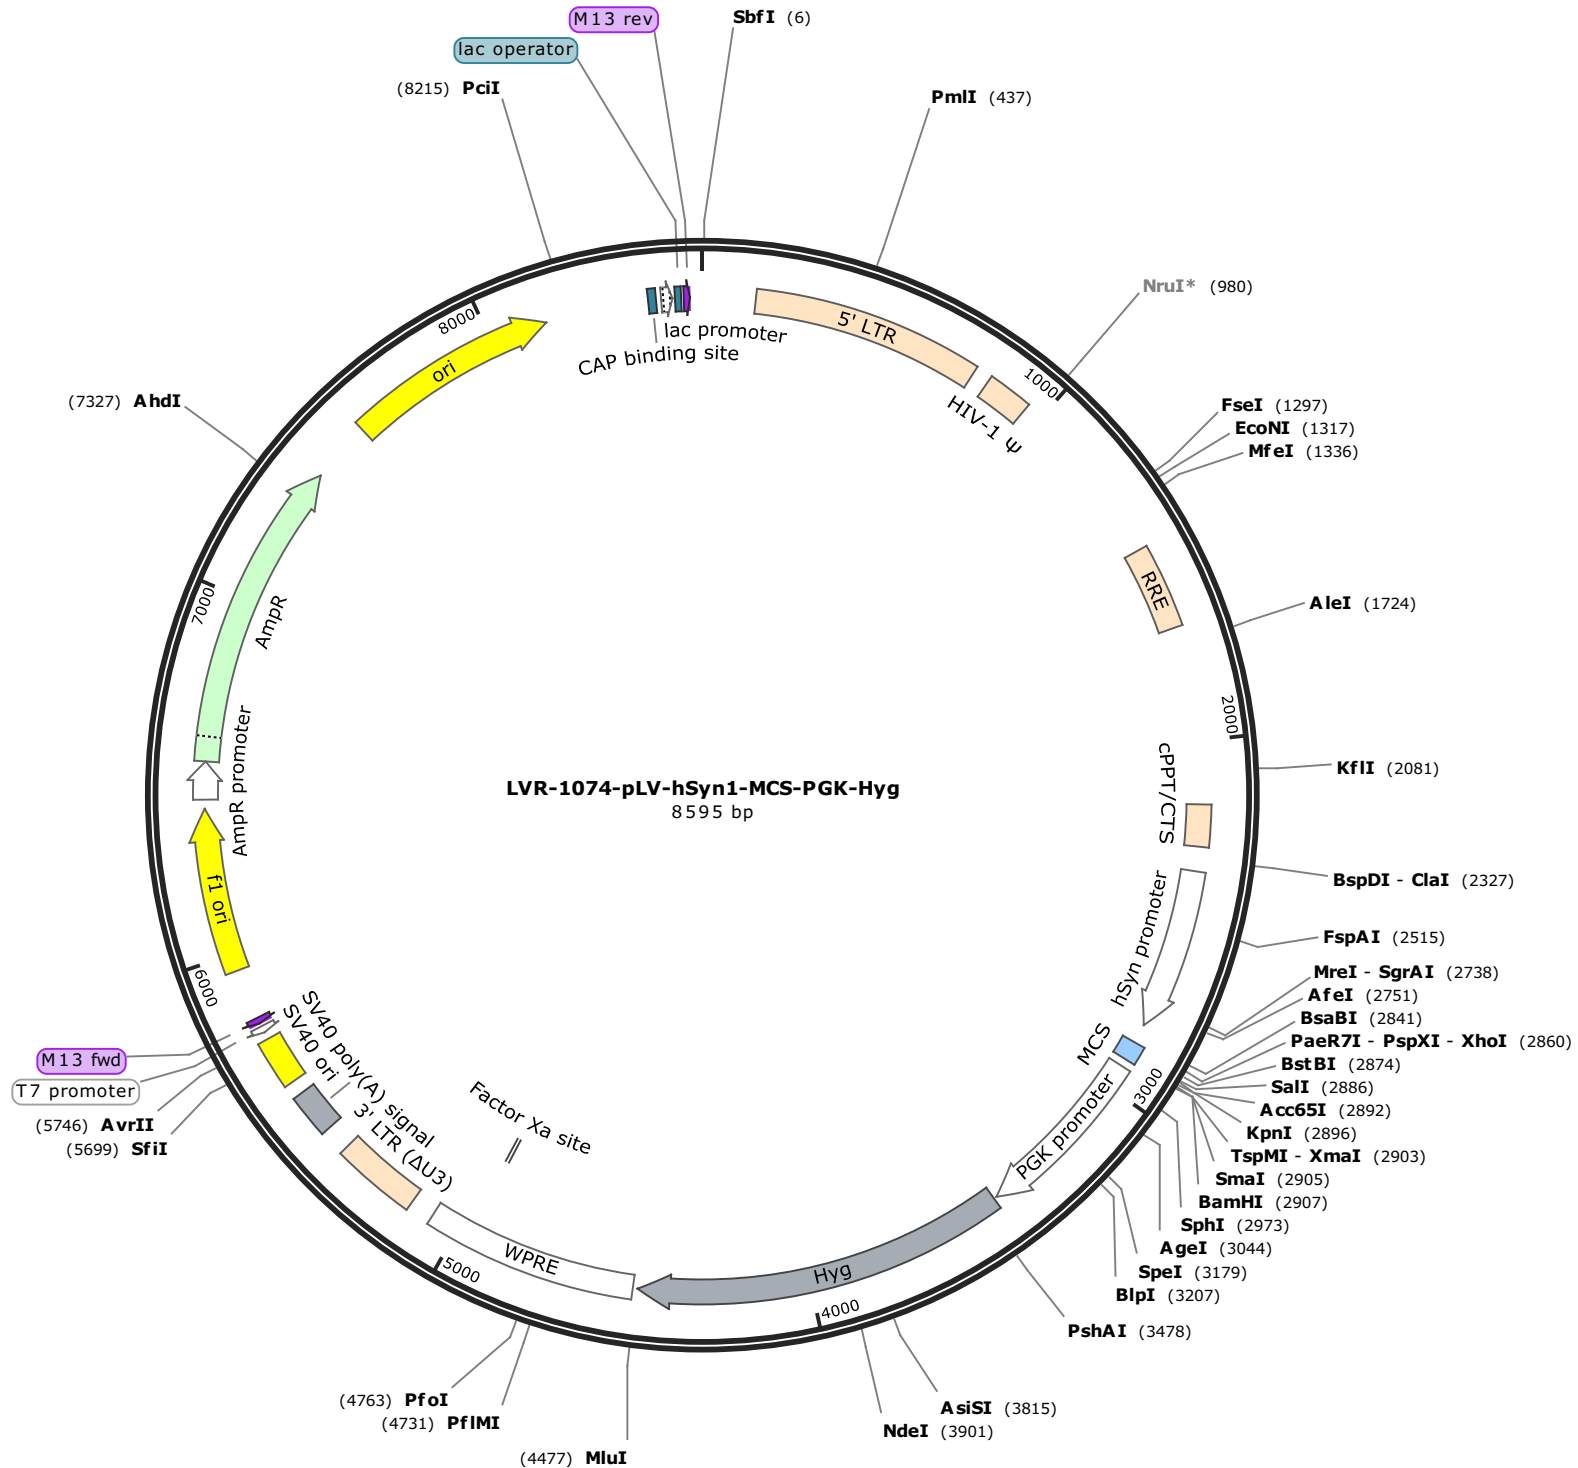 M13 rev
SbfI (6)
lac operator
(8215) PciI
PmlI (437)
NruI* (980)
8000
lac promoter
CAP binding site
5' LTR
HIV-1 ψ
1000
ori
(7327) AhdI
FseI (1297)
EcoNI (1317)
MfeI (1336)
RRE
AleI (1724)
7000
AmpR
2000
AmpR promoter
cPPT/CTS
KflI (2081)
LVR-1074-pLV-hSyn1-MCS-PGK-Hyg
8595 bp
BspDI - ClaI (2327)
f1 ori
hSyn promoter
FspAI (2515)
MreI - SgrAI (2738)
AfeI (2751)
BsaBI (2841)
PaeR7I - PspXI - XhoI (2860)
BstBI (2874)
SalI (2886)
Acc65I (2892)
KpnI (2896)
TspMI - XmaI (2903)
SmaI (2905)
BamHI (2907)
SphI (2973)
AgeI (3044)
SpeI (3179)
BlpI (3207)
PshAI (3478)
6000
MCS
3000
PGK promoter
M13 fwd
T7 promoter
(5746) AvrII
(5699) SfiI
SV40 poly(A) signal
SV40 ori
3' LTR (ΔU3)
Factor Xa site
WPRE
5000
Hyg
4000
(4763) PfoI
(4731) PflMI
(4477) MluI
AsiSI (3815)
NdeI (3901)